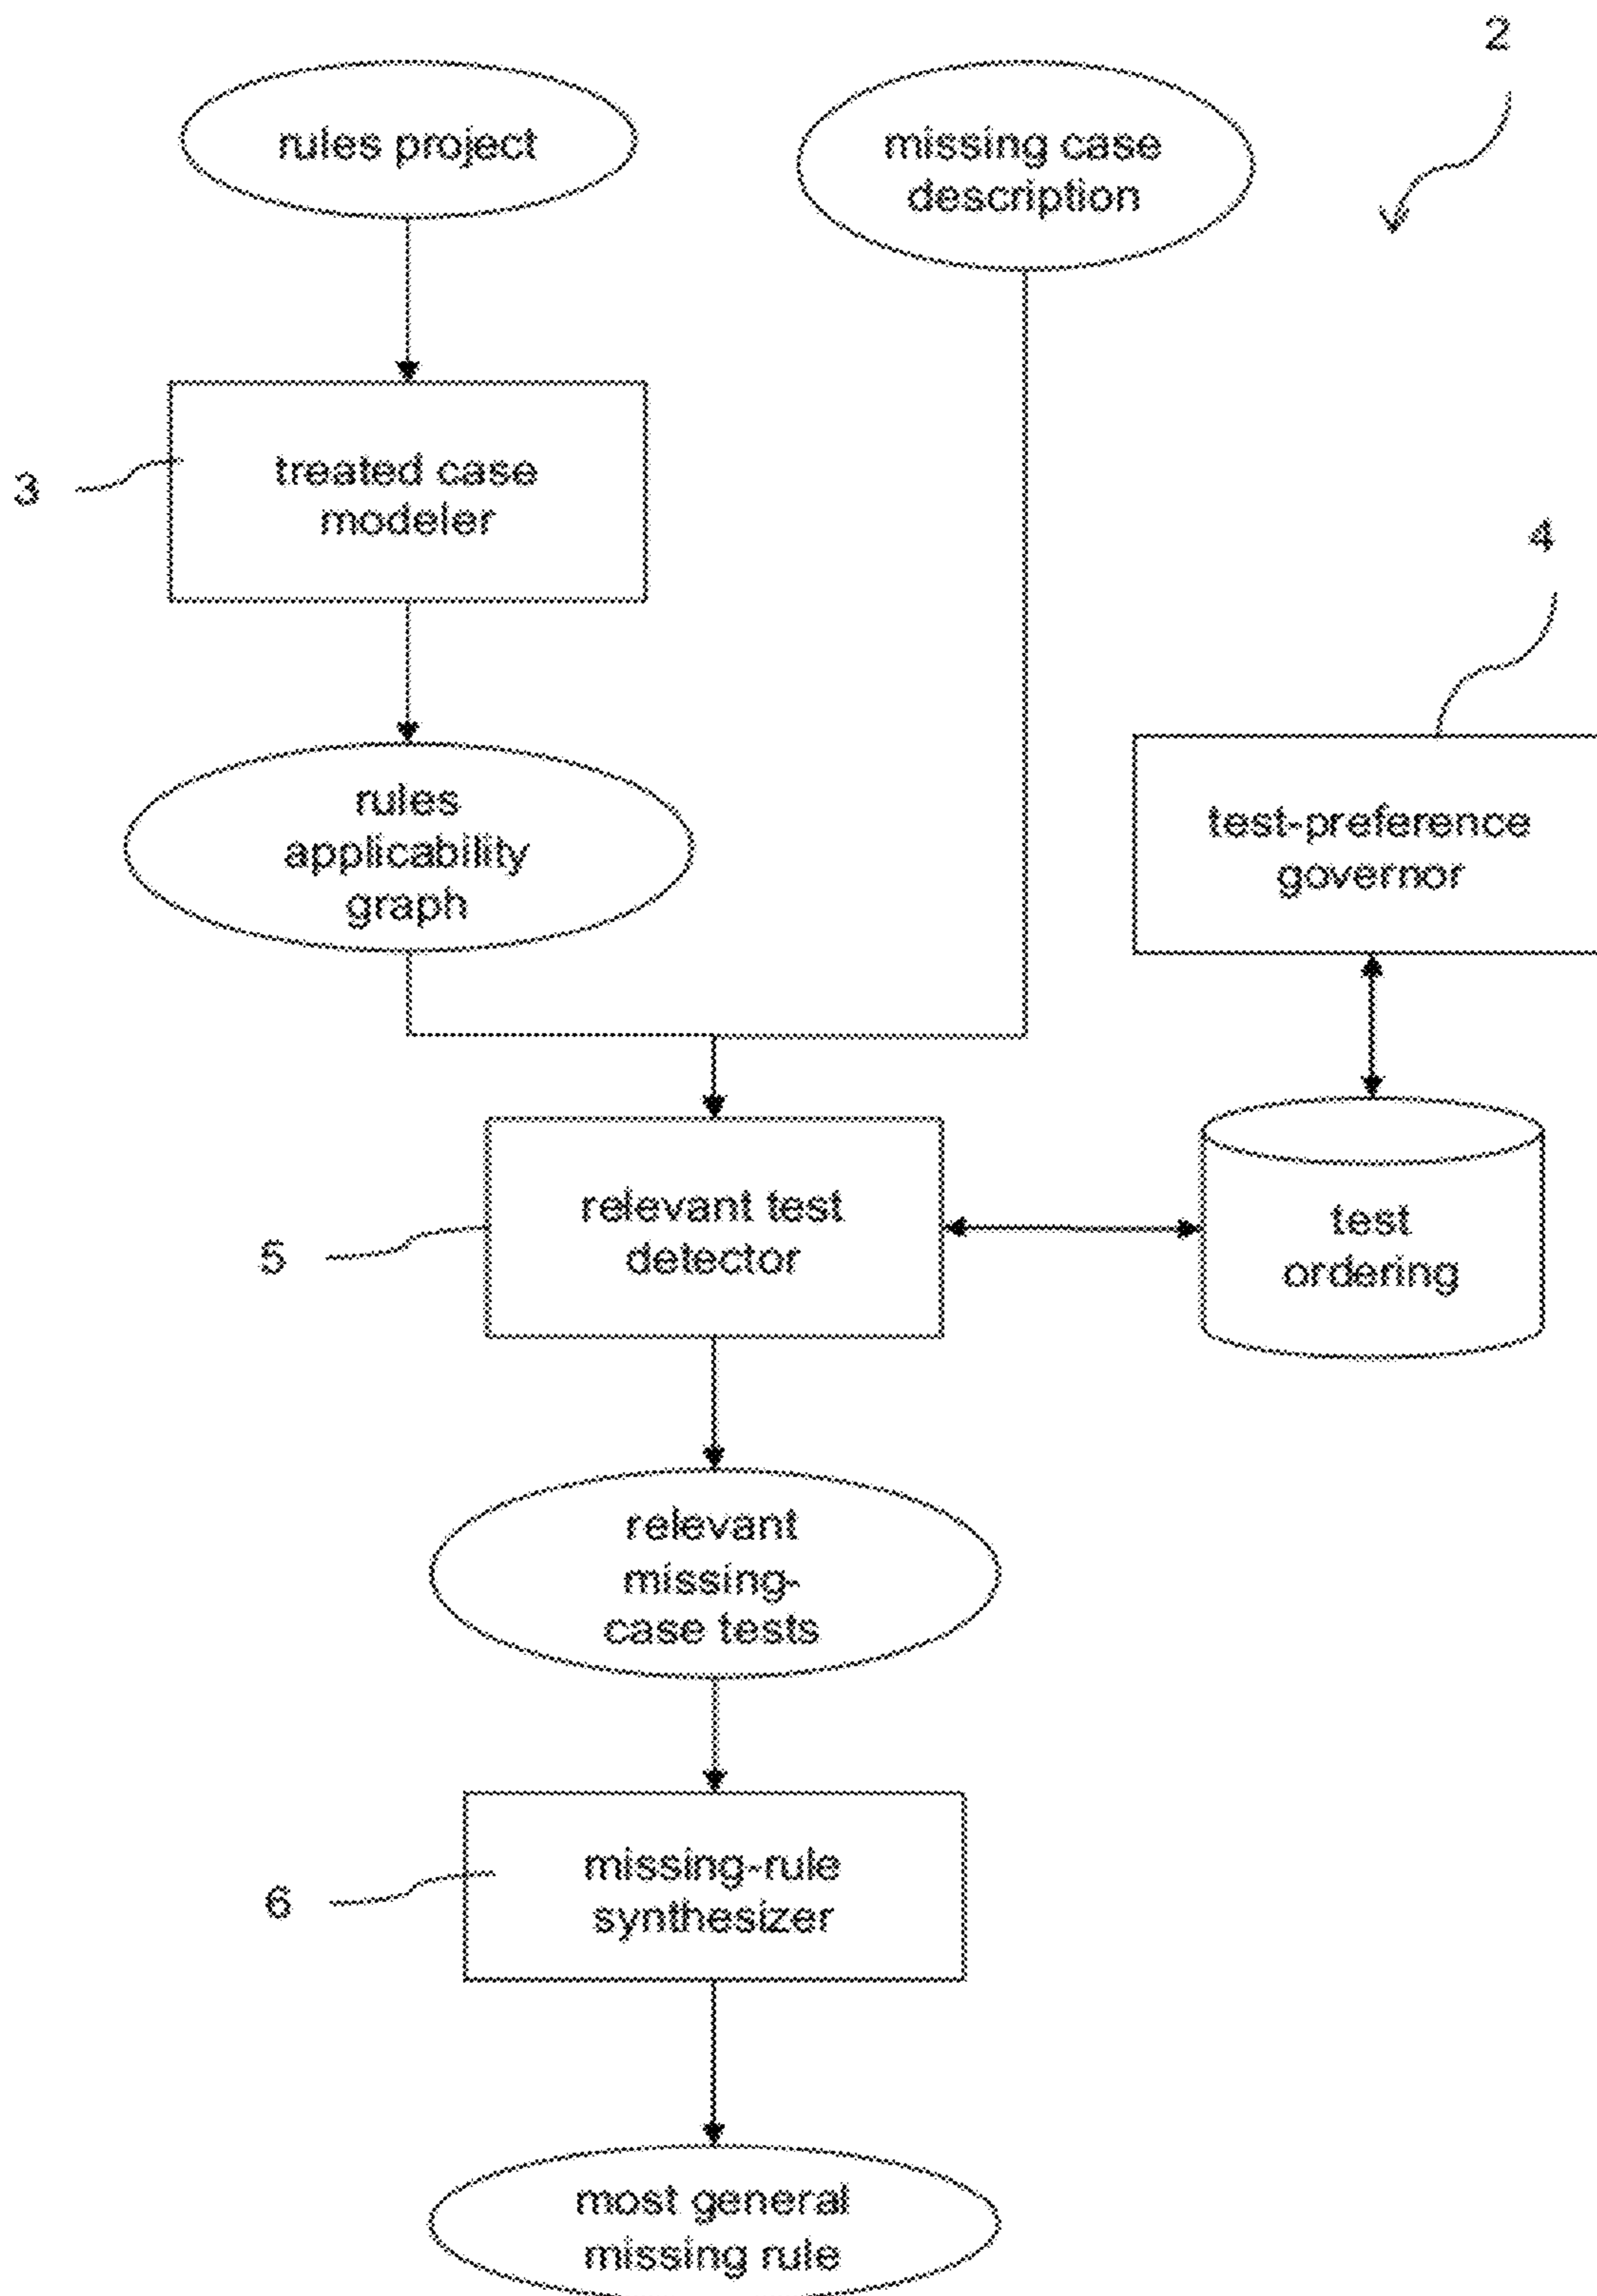 2
rules project
missing case
description
3
treated case
modeler
4
rules
applicability
graph
test-preference
governor
5
relevant test
detector
test
ordering
relevant
missing-
case tests
6
missing-rule
synthesizer
most general
missing rule